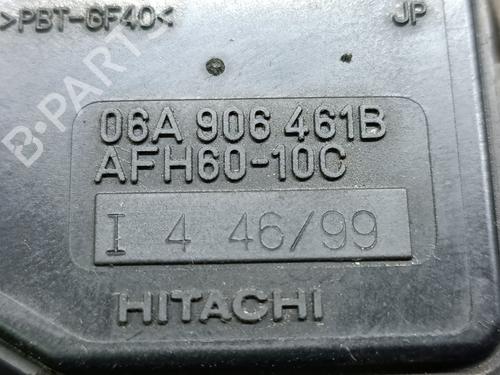 >PBT-GF40<
JP
06A 906 461B
AFH60-10C
I 4 46/99
HITACHI
B-PARTS